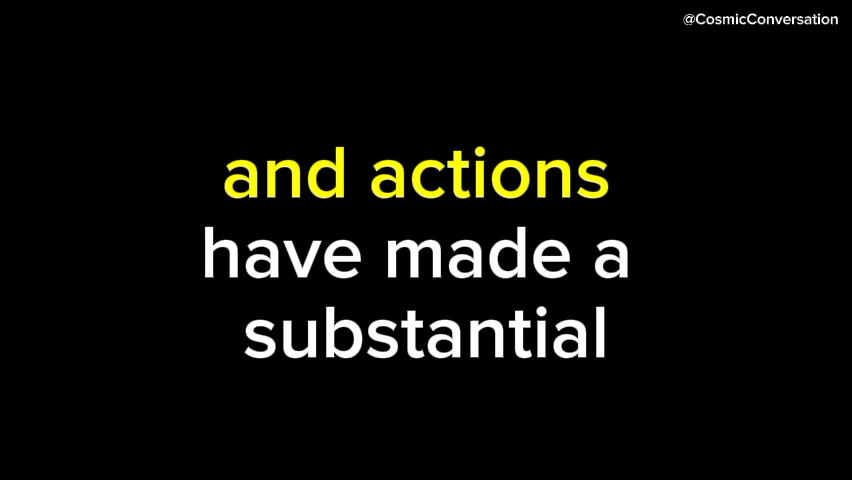 @CosmicConversation
and actions
have made a
substantial